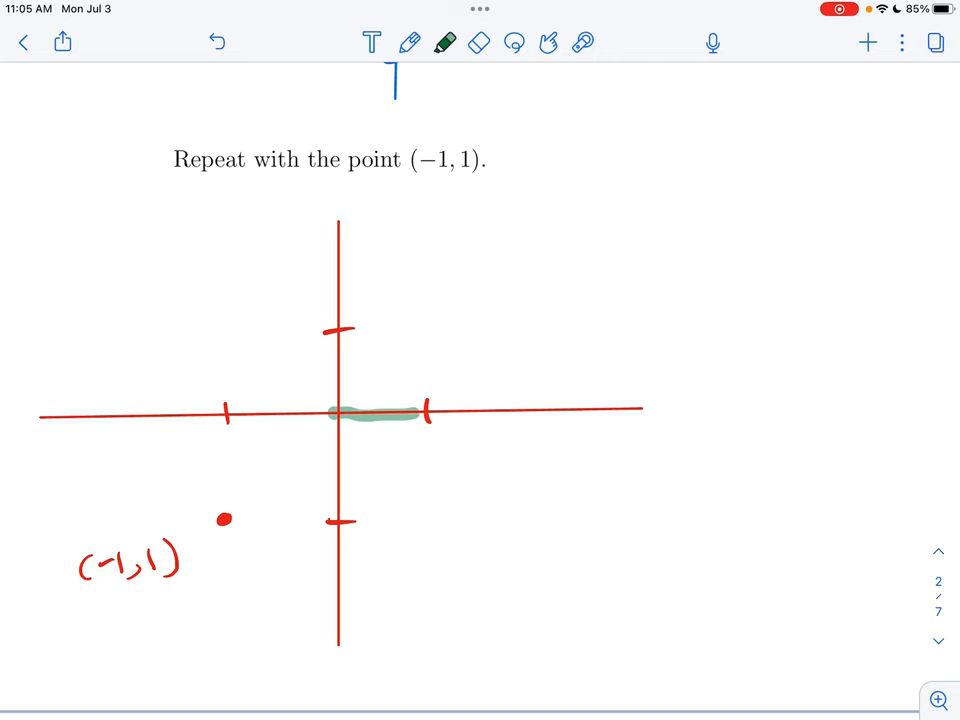 11:05 AM Mon Jul 3
85%
T
Repeat with the point (−1, 1).
(-1,1)
2
/
7